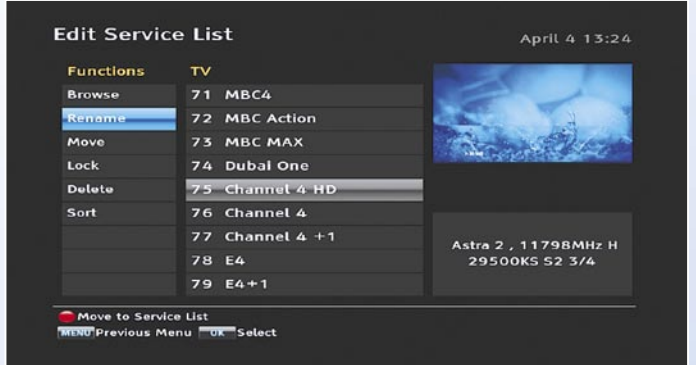 Edit Service List
April 4 13:24
Functions
TV
Browse
71 MBC4
Rename
72 MBC Action
Move
73 MBC MAX
Lock
74 Dubai One
Delete
75 Channel 4 HD
Sort
76 Channel 4
77 Channel 4 +1
78 E4
79 E4+1
Astra 2 , 11798MHz H
29500KS S2 3/4
Move to Service List
MENU Previous Menu OK Select